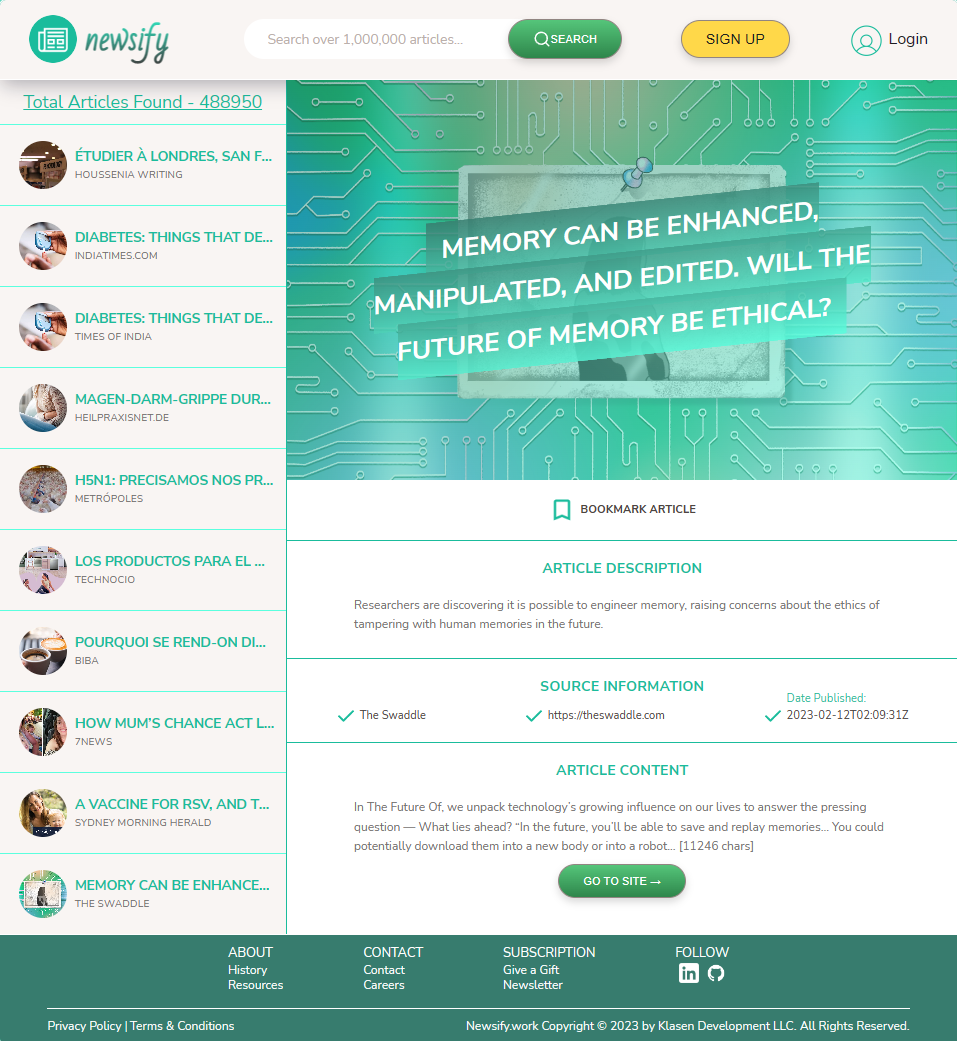 newsify
Search over 1,000,000 articles...
SEARCH
SIGN UP
Login
Total Articles Found - 488950
ÉTUDIER À LONDRES, SAN F...
HOUSSENIA WRITING
DIABETES: THINGS THAT DE...
INDIATIMES.COM
DIABETES: THINGS THAT DE...
TIMES OF INDIA
MAGEN-DARM-GRIPPE DUR...
HEILPRAXISNET.DE
H5N1: PRECISAMOS NOS PR...
METRÓPOLES
LOS PRODUCTOS PARA EL ...
TECHNOCIO
POURQUOI SE REND-ON DI...
BIBA
HOW MUM'S CHANCE ACT L...
7NEWS
A VACCINE FOR RSV, AND T...
SYDNEY MORNING HERALD
MEMORY CAN BE ENHANCE...
THE SWADDLE
MEMORY CAN BE ENHANCED,
MANIPULATED, AND EDITED. WILL THE
FUTURE OF MEMORY BE ETHICAL?
BOOKMARK ARTICLE
ARTICLE DESCRIPTION
Researchers are discovering it is possible to engineer memory, raising concerns about the ethics of
tampering with human memories in the future.
SOURCE INFORMATION
The Swaddle
https://theswaddle.com
Date Published:
2023-02-12T02:09:31Z
ARTICLE CONTENT
In The Future Of, we unpack technology's growing influence on our lives to answer the pressing
question — What lies ahead? “In the future, you'll be able to save and replay memories... You could
potentially download them into a new body or into a robot... [11246 chars]
GO TO SITE →
ABOUT
History
Resources
CONTACT
Contact
Careers
SUBSCRIPTION
Give a Gift
Newsletter
FOLLOW
in
Privacy Policy | Terms & Conditions
Newsify.work Copyright © 2023 by Klasen Development LLC. All Rights Reserved.